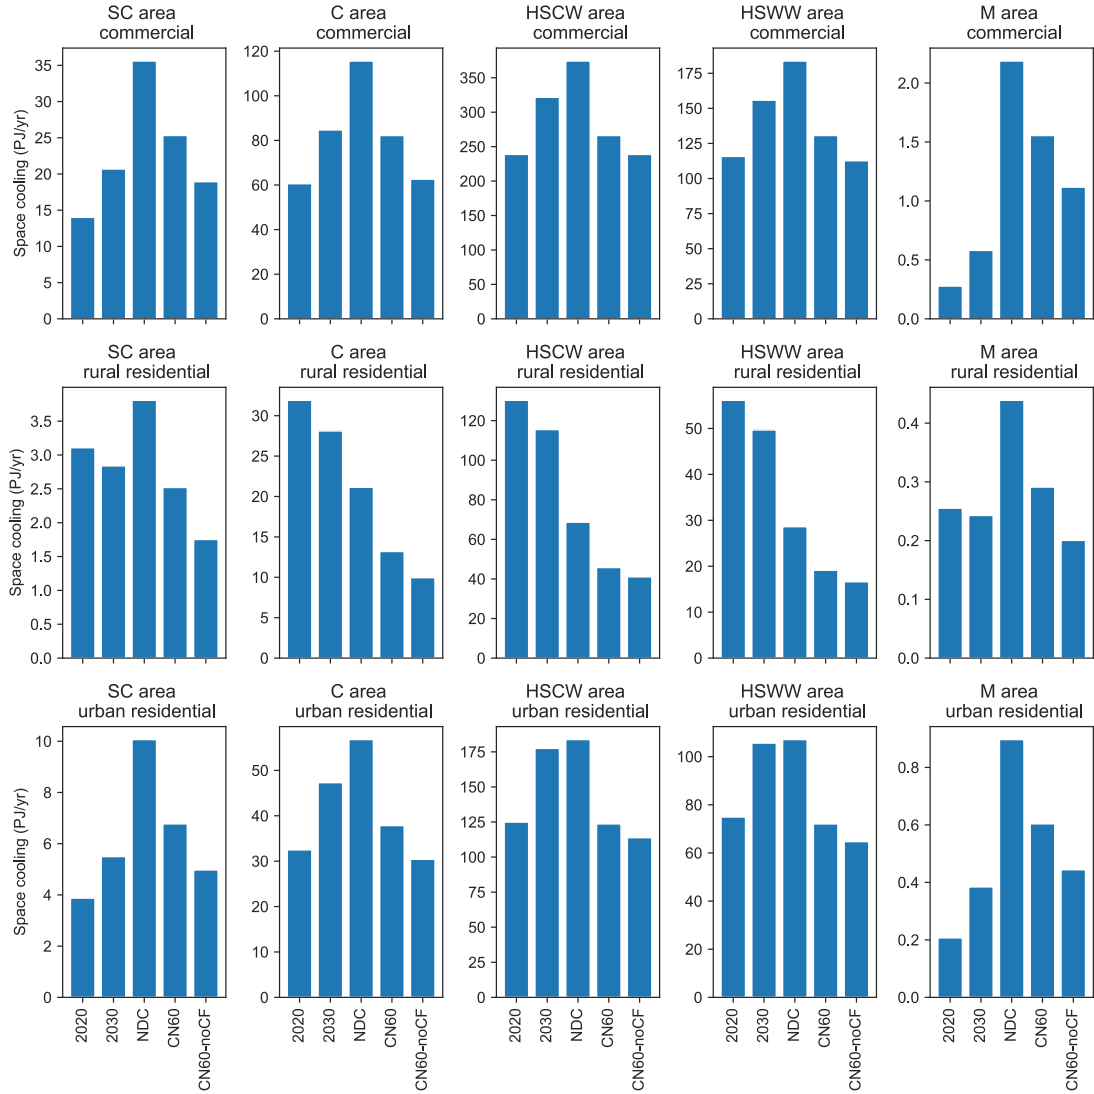 SC area
commercial
C area
commercial
HSCW area
commercial
HSWW area
commercial
M area
commercial
Space cooling (PJ/yr)
35
30
25
20
15
10
5
0
120
100
80
60
40
20
0
350
300
250
200
150
100
50
0
175
150
125
100
75
50
25
0
2.0
1.5
1.0
0.5
0.0
SC area
rural residential
C area
rural residential
HSCW area
rural residential
HSWW area
rural residential
M area
rural residential
Space cooling (PJ/yr)
3.5
3.0
2.5
2.0
1.5
1.0
0.5
0.0
30
25
20
15
10
5
0
120
100
80
60
40
20
0
50
40
30
20
10
0
0.4
0.3
0.2
0.1
0.0
SC area
urban residential
C area
urban residential
HSCW area
urban residential
HSWW area
urban residential
M area
urban residential
Space cooling (PJ/yr)
10
8
6
4
2
0
50
40
30
20
10
0
175
150
125
100
75
50
25
0
100
80
60
40
20
0
0.8
0.6
0.4
0.2
0.0
2020
2030
NDC
CN60
CN60-noCF
2020
2030
NDC
CN60
CN60-noCF
2020
2030
NDC
CN60
CN60-noCF
2020
2030
NDC
CN60
CN60-noCF
2020
2030
NDC
CN60
CN60-noCF